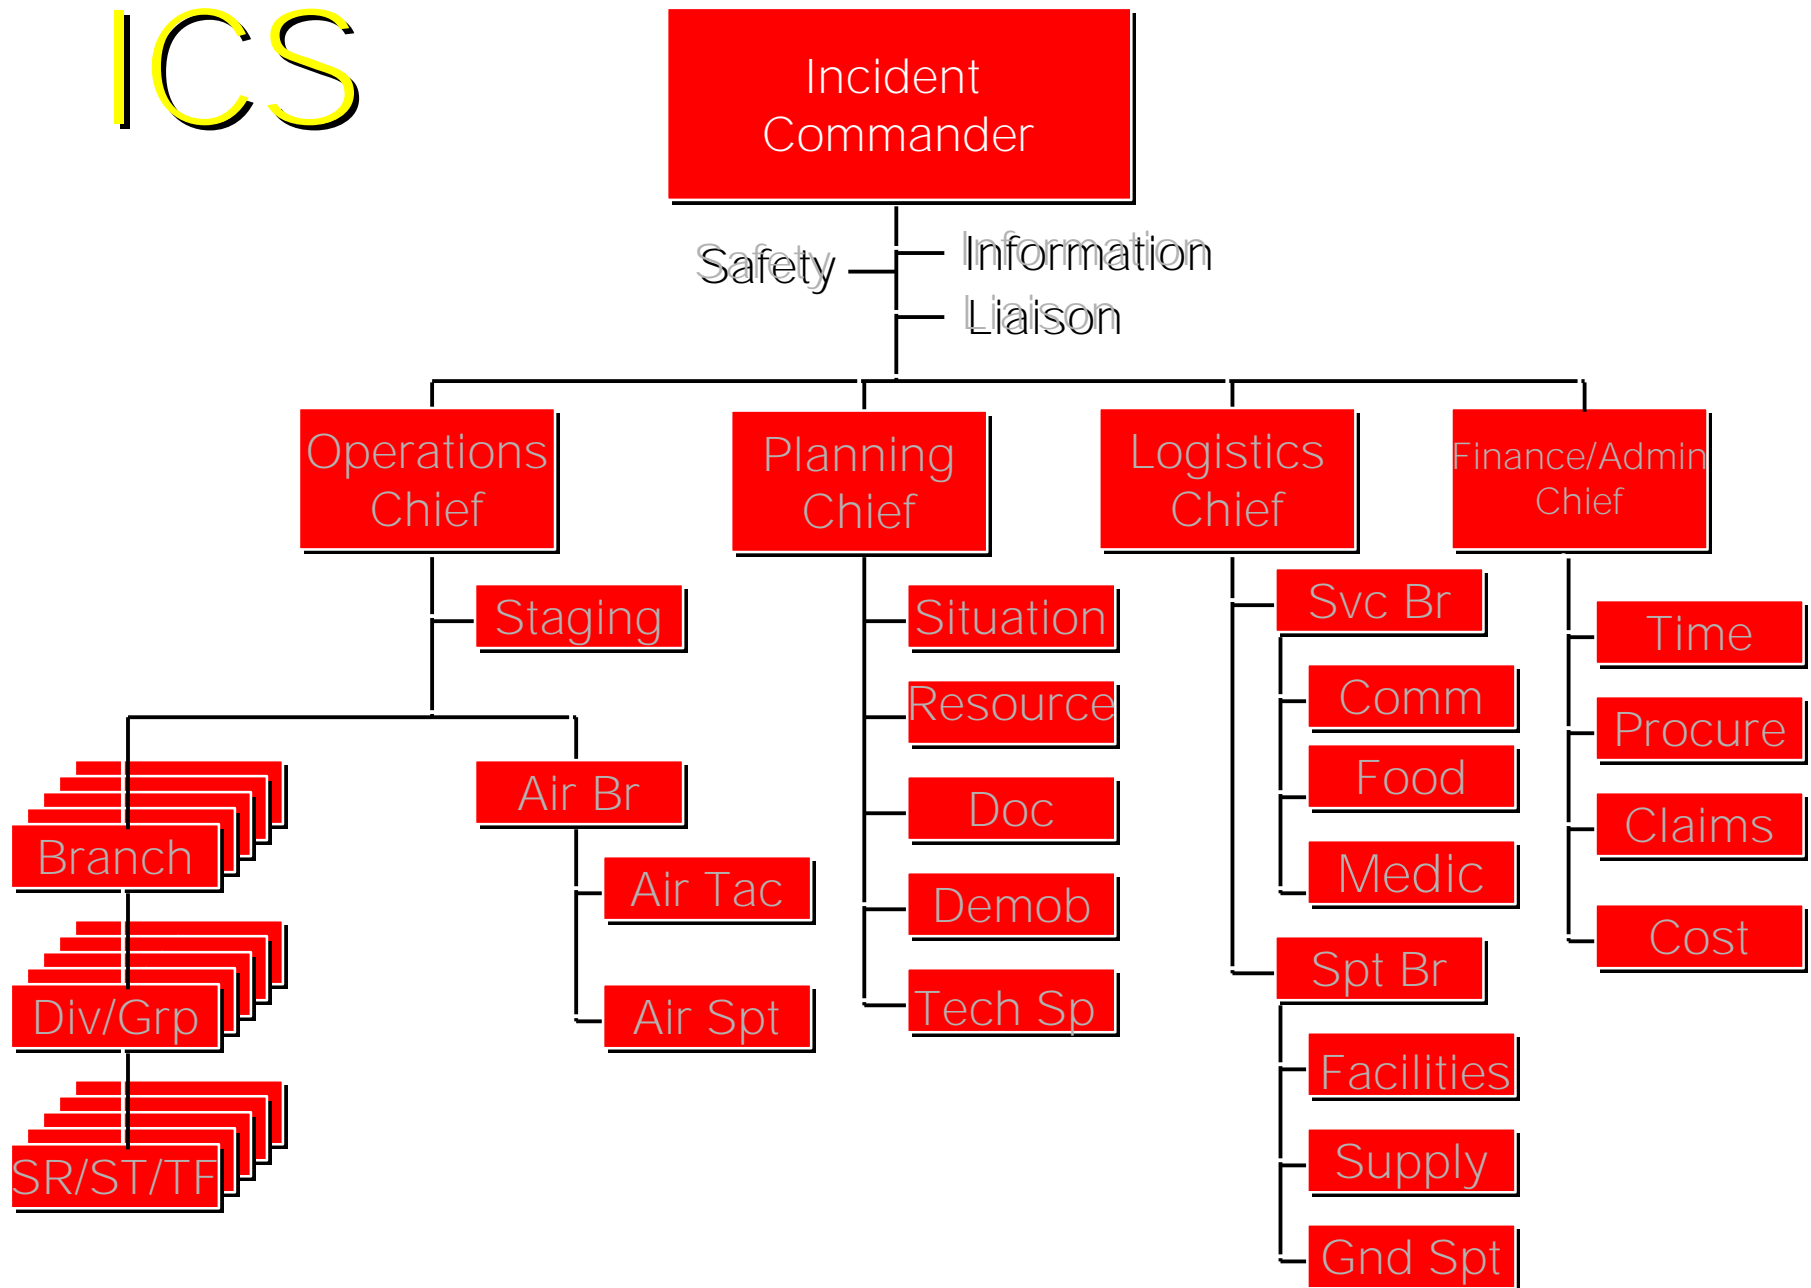 ICS
Incident
Commander
Safety
Information
Liaison
Operations
Chief
Planning
Chief
Logistics
Chief
Finance/Admin
Chief
Staging
Branch
Div/Grp
SR/ST/TF
Air Br
Air Tac
Air Spt
Situation
Resource
Doc
Demob
Tech Sp
Svc Br
Comm
Food
Medic
Spt Br
Facilities
Supply
Gnd Spt
Time
Procure
Claims
Cost